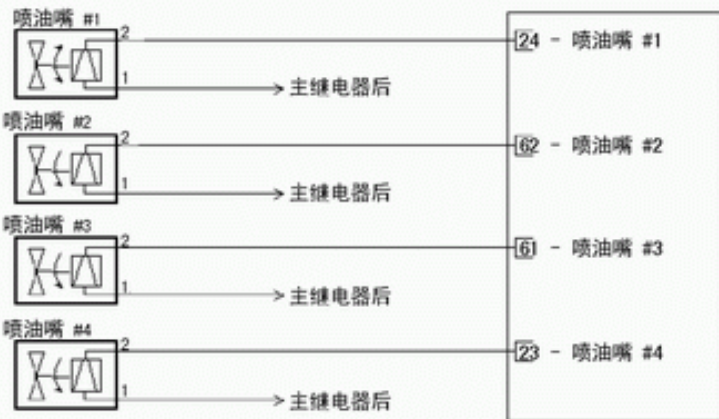 喷油嘴 #1
2
24 - 喷油嘴 #1
1
主继电器后
喷油嘴 #2
2
62 - 喷油嘴 #2
1
主继电器后
喷油嘴 #3
2
61 - 喷油嘴 #3
1
主继电器后
喷油嘴 #4
2
23 - 喷油嘴 #4
1
主继电器后